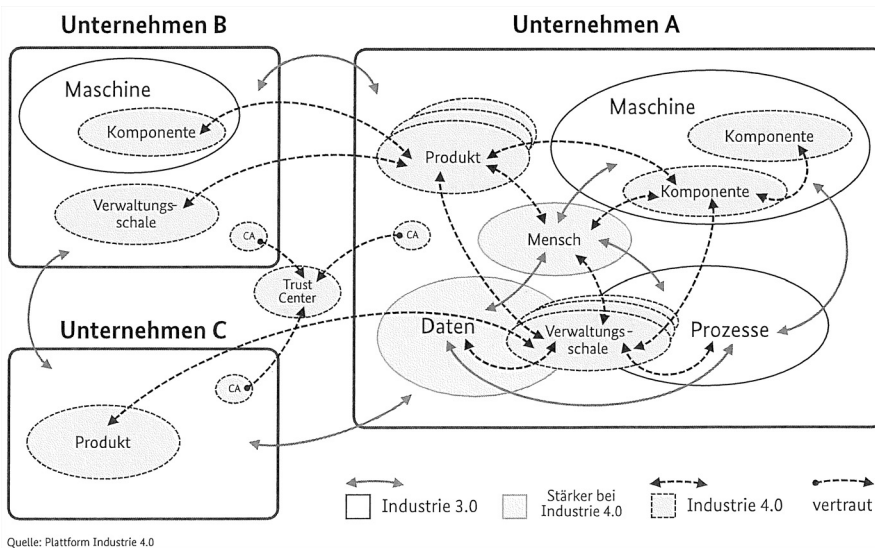 Unternehmen B
Unternehmen A
Maschine
Komponente
Verwaltungs-
schale
CA
Trust
Center
CA
Produkt
Maschine
Komponente
Komponente
Mensch
Daten
Verwaltungs-
schale
Prozesse
Unternehmen C
CA
Produkt
Industrie 3.0
Stärker bei
Industrie 4.0
Industrie 4.0
vertraut
Quelle: Plattform Industrie 4.0